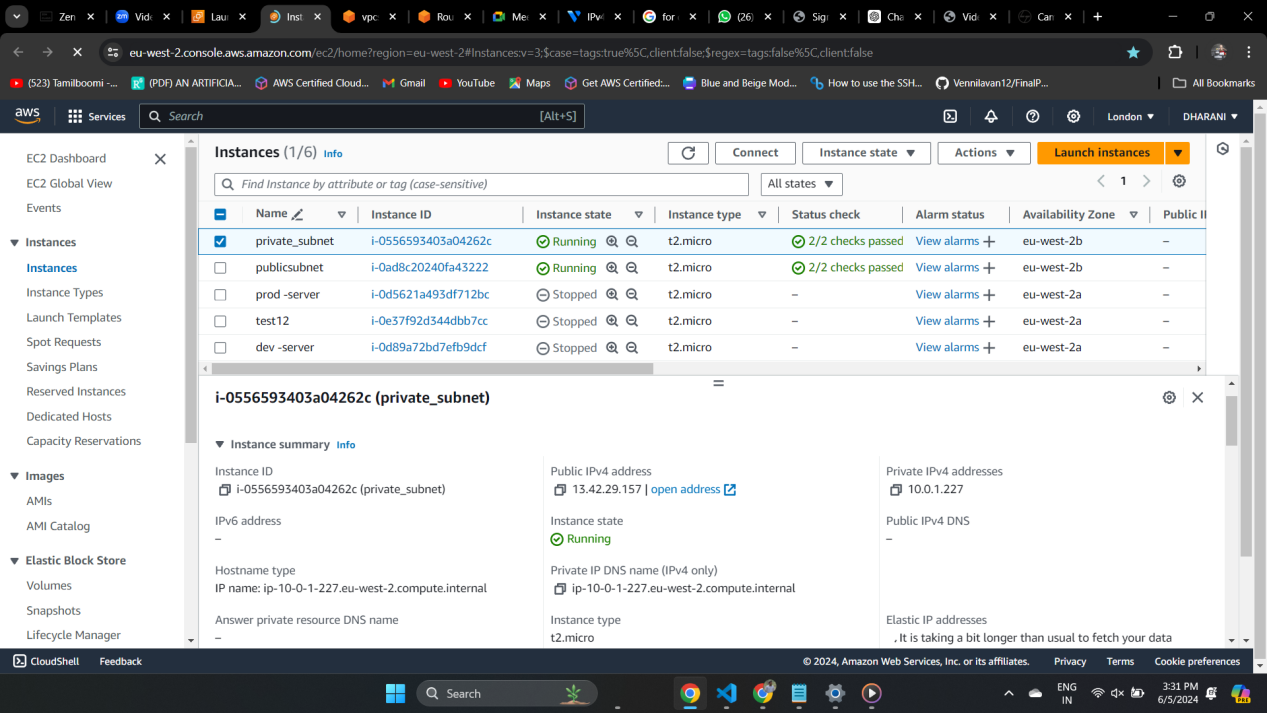 Zen
Vide
Laun
Inst
vpc
Rou
Mee
IPv4
for
(26)
Sign
Cha
Vide
Can
eu-west-2.console.aws.amazon.com/ec2/home?region=eu-west-2#Instances:v=3;$case=tags:true%5C,client:false;$regex=tags:false%5C,client:false
(523) Tamilboomi -...
(PDF) AN ARTIFICIA...
AWS Certified Cloud...
Gmail
YouTube
Maps
Get AWS Certified:...
Blue and Beige Mod...
How to use the SSH...
Vennilavan12/FinalP...
All Bookmarks
aws
Services
Search
[Alt+S]
London
DHARANI
EC2 Dashboard
EC2 Global View
Events
Instances
Instances
Instance Types
Launch Templates
Spot Requests
Savings Plans
Reserved Instances
Dedicated Hosts
Capacity Reservations
Images
AMIs
AMI Catalog
Elastic Block Store
Volumes
Snapshots
Lifecycle Manager
Instances (1/6) Info
Connect
Instance state
Actions
Launch instances
Find Instance by attribute or tag (case-sensitive)
All states
1
Name Instance ID Instance state Instance type Status check Alarm status Availability Zone Public I
private_subnet i-0556593403a04262c Running t2.micro 2/2 checks passed View alarms + eu-west-2b –
publicsubnet i-0ad8c20240fa43222 Running t2.micro 2/2 checks passed View alarms + eu-west-2b –
prod -server i-0d5621a493df712bc Stopped t2.micro – View alarms + eu-west-2a –
test12 i-0e37f92d344dbb7cc Stopped t2.micro – View alarms + eu-west-2a –
dev -server i-0d89a72bd7efb9dcf Stopped t2.micro – View alarms + eu-west-2a –
i-0556593403a04262c (private_subnet)
Instance summary Info
Instance ID
i-0556593403a04262c (private_subnet)
Public IPv4 address
13.42.29.157 | open address
Private IPv4 addresses
10.0.1.227
IPv6 address
–
Instance state
Running
Public IPv4 DNS
–
Hostname type
IP name: ip-10-0-1-227.eu-west-2.compute.internal
Private IP DNS name (IPv4 only)
ip-10-0-1-227.eu-west-2.compute.internal
Answer private resource DNS name
–
Instance type
t2.micro
Elastic IP addresses
, It is taking a bit longer than usual to fetch your data
CloudShell
Feedback
© 2024, Amazon Web Services, Inc. or its affiliates.
Privacy
Terms
Cookie preferences
Search
ENG
IN
3:31 PM
6/5/2024
PRE